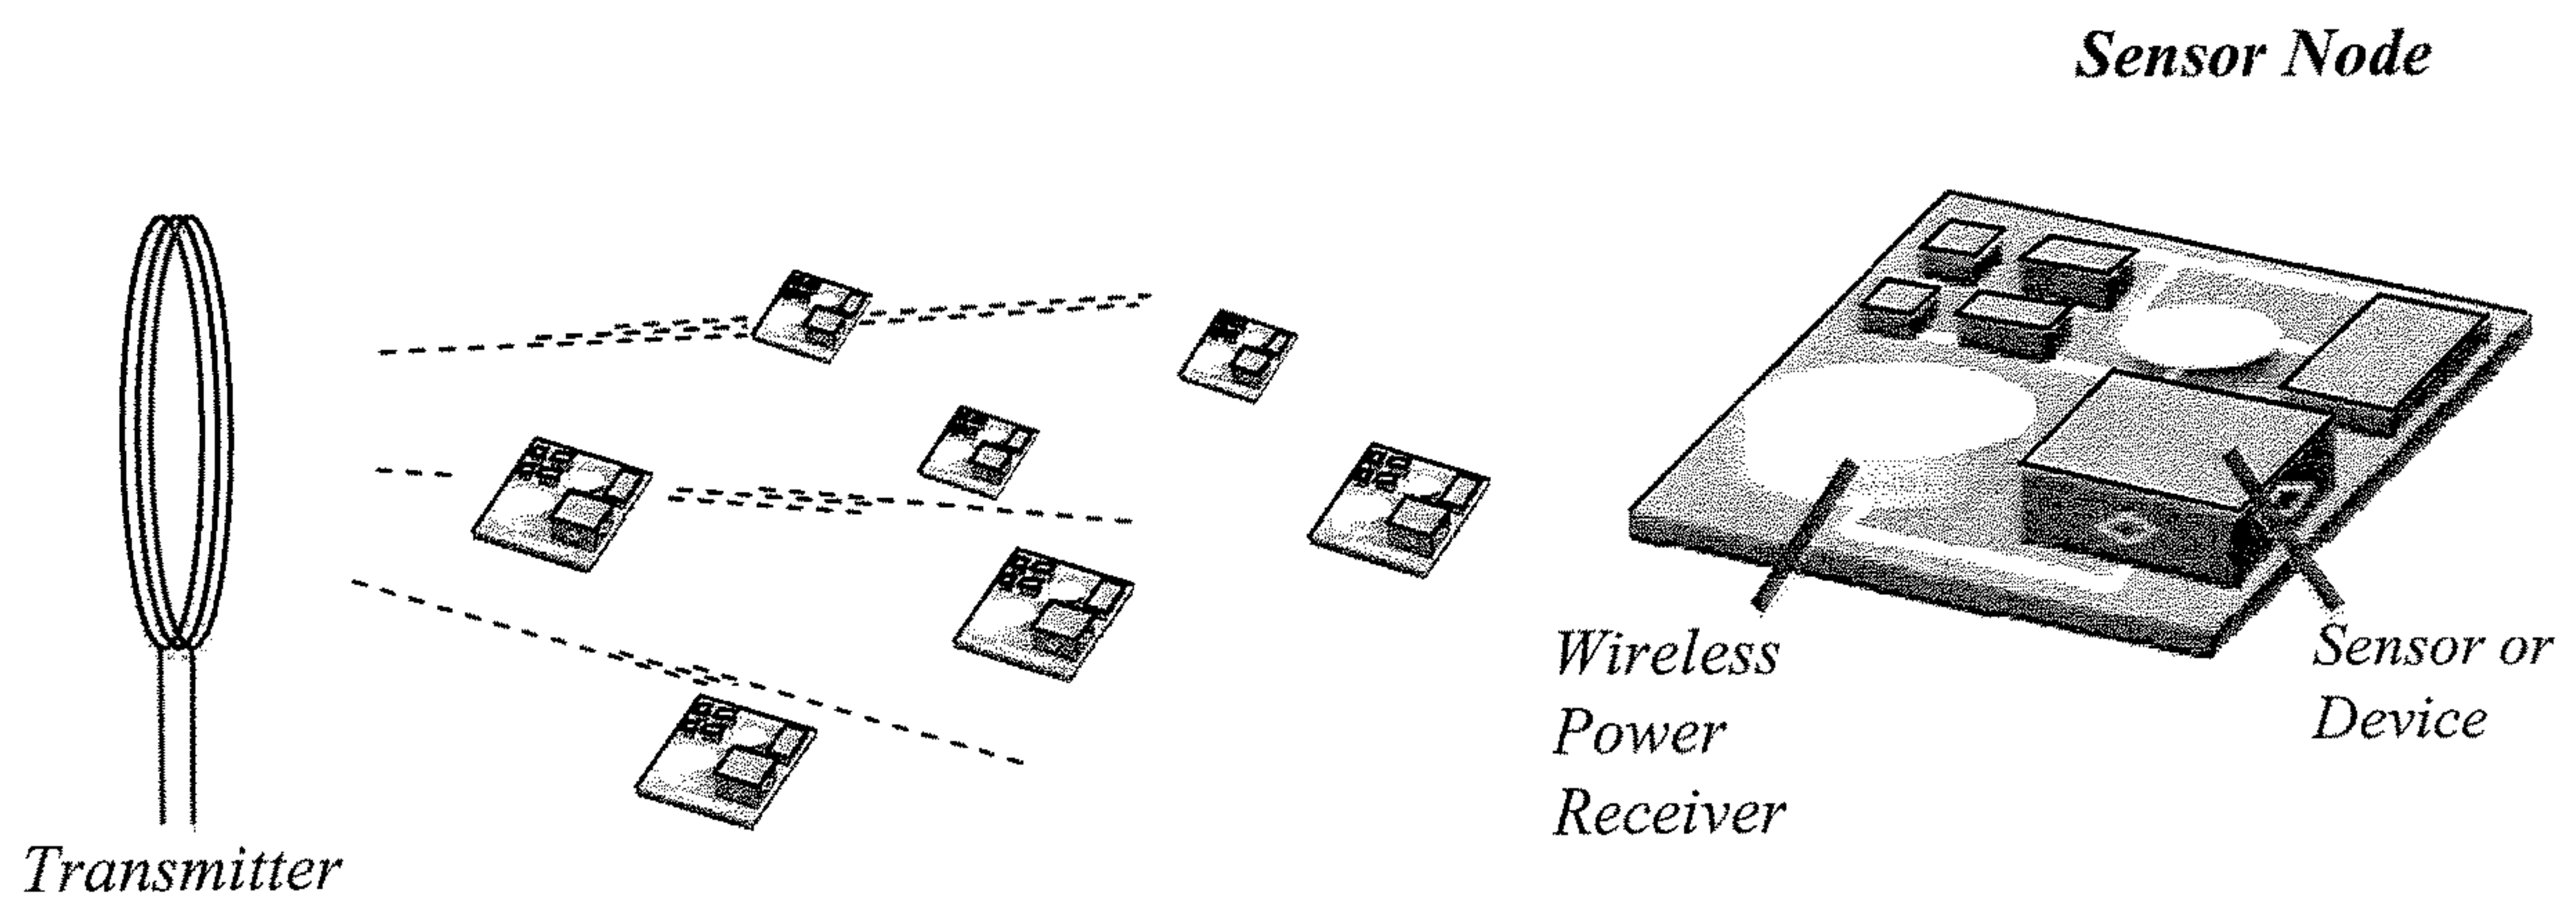 Sensor Node
Wireless
Power
Receiver
Sensor or
Device
Transmitter